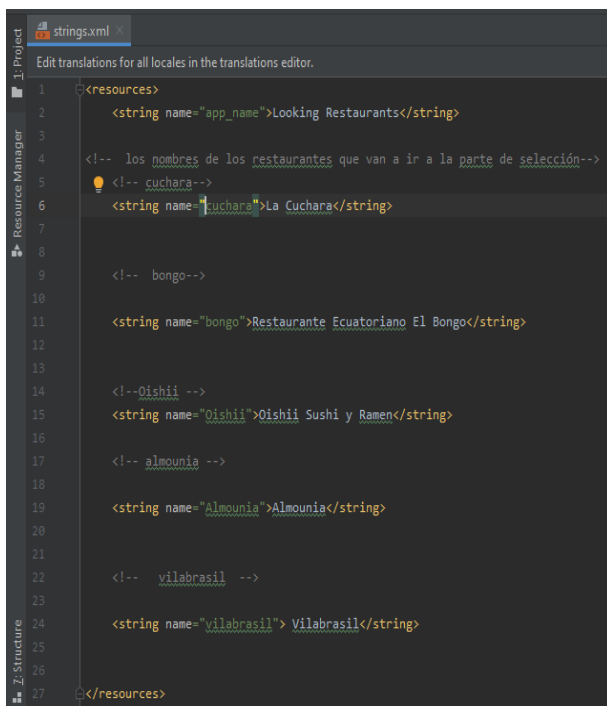 strings.xml
Edit translations for all locales in the translations editor.
1: Project
Resource Manager
Z: Structure
1 <resources>
2 <string name="app_name">Looking Restaurants</string>
3
4 <!--  los nombres de los restaurantes que van a ir a la parte de selección-->
5 <!-- cuchara-->
6 <string name="cuchara">La Cuchara</string>
7
8
9 <!--  bongo-->
10
11 <string name="bongo">Restaurante Ecuatoriano El Bongo</string>
12
13
14 <!--Oishii -->
15 <string name="Oishii">Oishii Sushi y Ramen</string>
16
17 <!-- almounia -->
18
19 <string name="Almounia">Almounia</string>
20
21
22 <!--   vilabrasil  -->
23
24 <string name="vilabrasil"> Vilabrasil</string>
25
26
27 </resources>